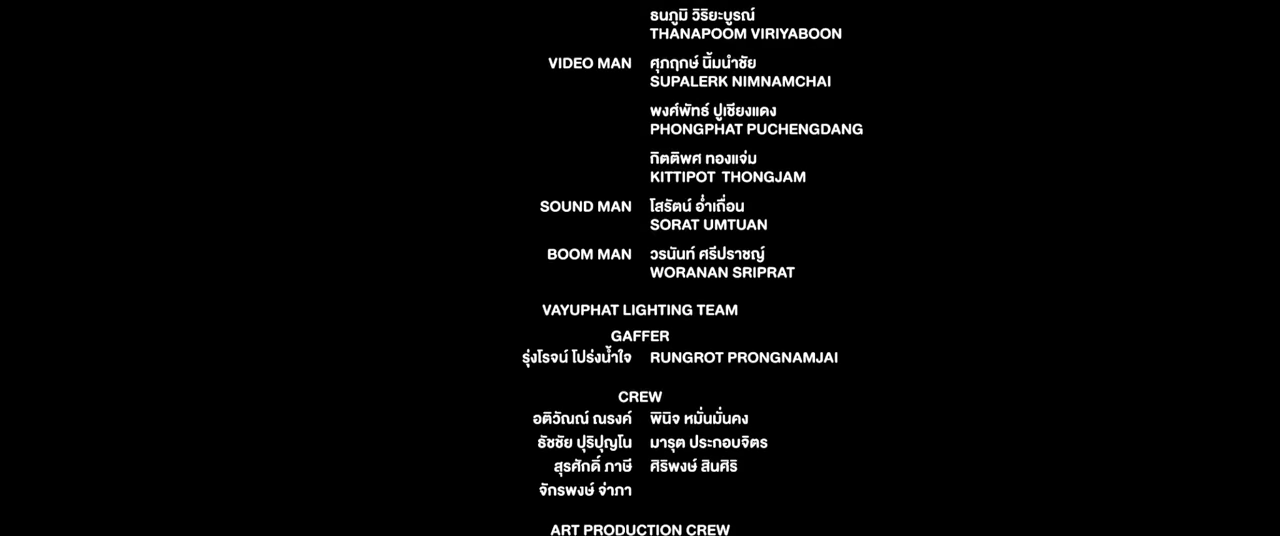 ธนภูมิ วิริยะบูรณ์
THANAPOOM VIRIYABOON
VIDEO MAN ศุภฤกษ์ นิ้มนำชัย
SUPALERK NIMNAMCHAI
พงศ์พัทธ์ ปูเชียงแดง
PHONGPHAT PUCHENGDANG
กิตติพศ ทองแจ่ม
KITTIPOT THONGJAM
SOUND MAN โสรัตน์ อ่ำเถื่อน
SORAT UMTUAN
BOOM MAN วรนันท์ ศรีปราชญ์
WORANAN SRIPRAT
VAYUPHAT LIGHTING TEAM
GAFFER
รุ่งโรจน์ โปร่งน้ำใจ RUNGROT PRONGNAMJAI
CREW
อติวัณณ์ ณรงค์ พินิจ หมั่นมั่นคง
ธัชชัย ปุริปุญโน มารุต ประกอบจิตร
สุรศักดิ์ ภาษี ศิริพงษ์ สินศิริ
จักรพงษ์ จ่าภา
ART PRODUCTION CREW